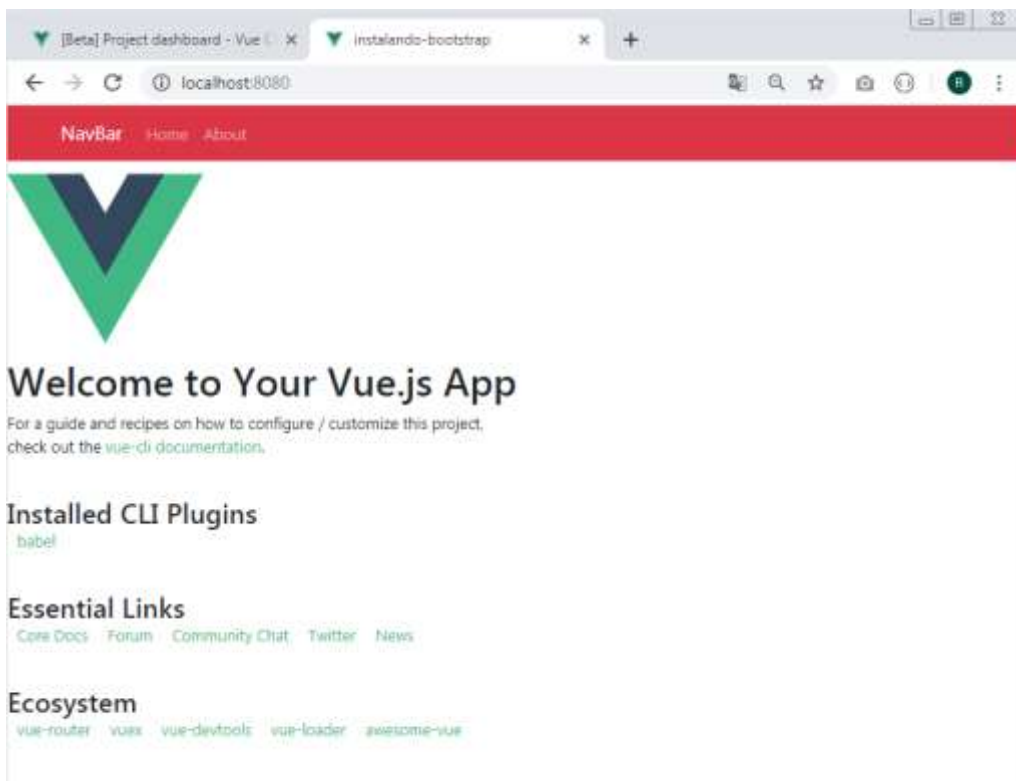 [Beta] Project dashboard - Vue
instalando-bootstrap
localhost:8080
B
NavBar Home About
Welcome to Your Vue.js App
For a guide and recipes on how to configure / customize this project,
check out the vue-cli documentation.
Installed CLI Plugins
babel
Essential Links
Core Docs Forum Community Chat Twitter News
Ecosystem
vue-router vuex vue-devtools vue-loader awesome-vue